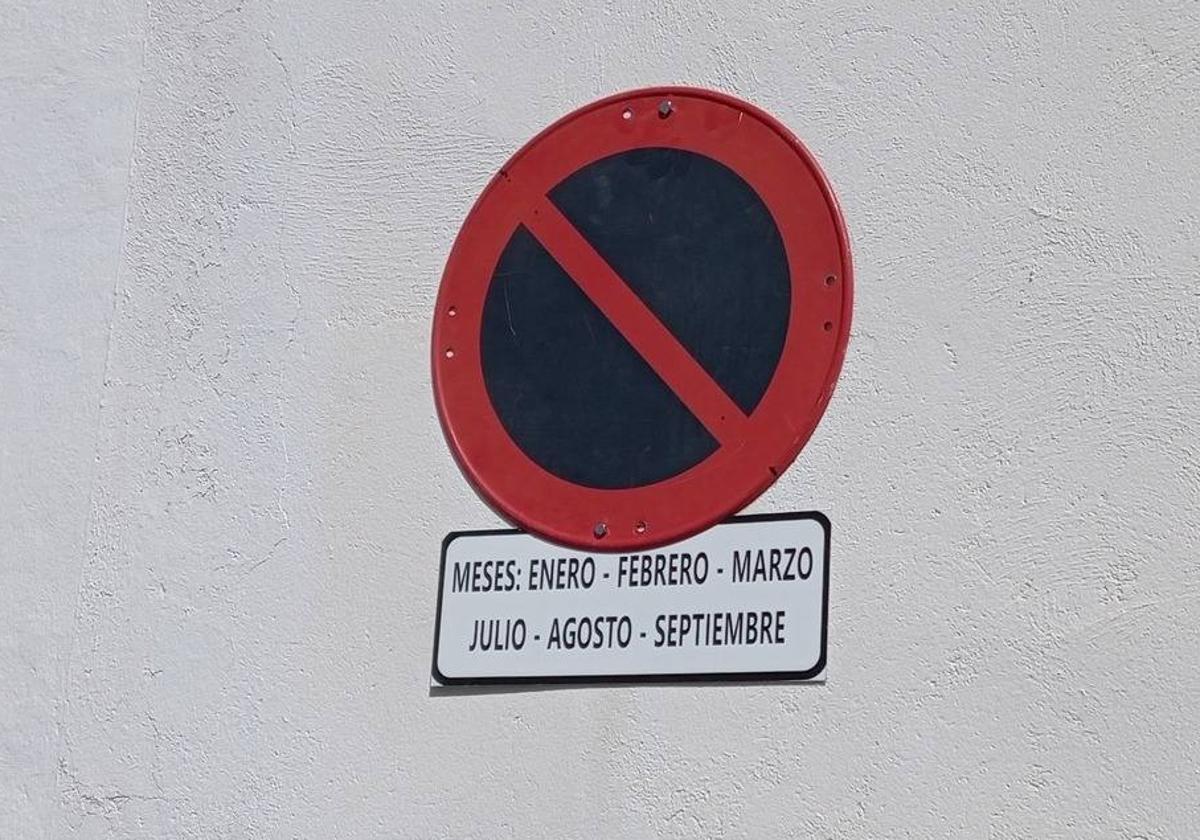 MESES: ENERO - FEBRERO - MARZO
JULIO - AGOSTO - SEPTIEMBRE